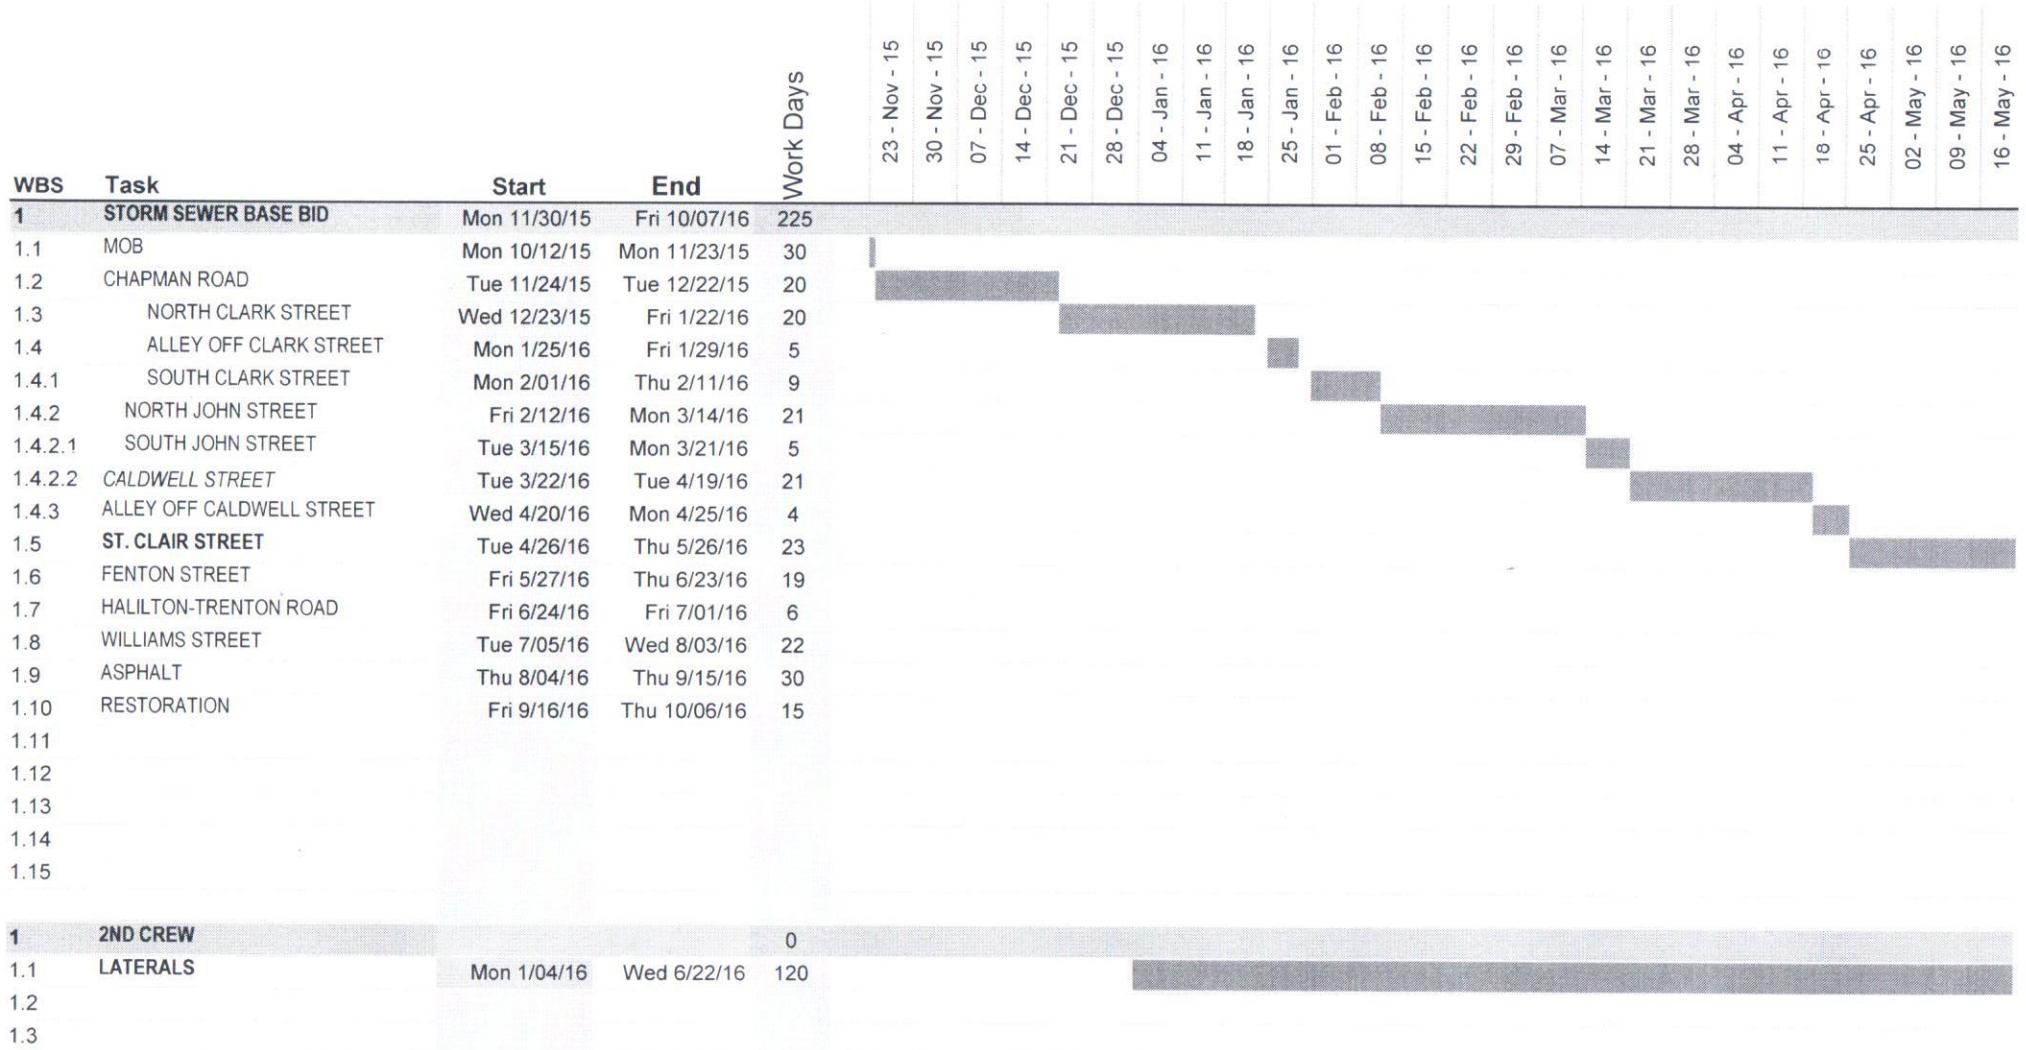 23 - Nov - 15 30 - Nov - 15 07 - Dec - 15 14 - Dec - 15 21 - Dec - 15 28 - Dec - 15 04 - Jan - 16 11 - Jan - 16 18 - Jan - 16 25 - Jan - 16 01 - Feb - 16 08 - Feb - 16 15 - Feb - 16 22 - Feb - 16 29 - Feb - 16 07 - Mar - 16 14 - Mar - 16 21 - Mar - 16 28 - Mar - 16 04 - Apr - 16 11 - Apr - 16 18 - Apr - 16 25 - Apr - 16 02 - May - 16 09 - May - 16 16 - May - 16
WBS Task Start End Work Days
1 STORM SEWER BASE BID Mon 11/30/15 Fri 10/07/16 225
1.1 MOB Mon 10/12/15 Mon 11/23/15 30
1.2 CHAPMAN ROAD Tue 11/24/15 Tue 12/22/15 20
1.3 NORTH CLARK STREET Wed 12/23/15 Fri 1/22/16 20
1.4 ALLEY OFF CLARK STREET Mon 1/25/16 Fri 1/29/16 5
1.4.1 SOUTH CLARK STREET Mon 2/01/16 Thu 2/11/16 9
1.4.2 NORTH JOHN STREET Fri 2/12/16 Mon 3/14/16 21
1.4.2.1 SOUTH JOHN STREET Tue 3/15/16 Mon 3/21/16 5
1.4.2.2 CALDWELL STREET Tue 3/22/16 Tue 4/19/16 21
1.4.3 ALLEY OFF CALDWELL STREET Wed 4/20/16 Mon 4/25/16 4
1.5 ST. CLAIR STREET Tue 4/26/16 Thu 5/26/16 23
1.6 FENTON STREET Fri 5/27/16 Thu 6/23/16 19
1.7 HALILTON-TRENTON ROAD Fri 6/24/16 Fri 7/01/16 6
1.8 WILLIAMS STREET Tue 7/05/16 Wed 8/03/16 22
1.9 ASPHALT Thu 8/04/16 Thu 9/15/16 30
1.10 RESTORATION Fri 9/16/16 Thu 10/06/16 15
1.11
1.12
1.13
1.14
1.15
1 2ND CREW 0
1.1 LATERALS Mon 1/04/16 Wed 6/22/16 120
1.2
1.3